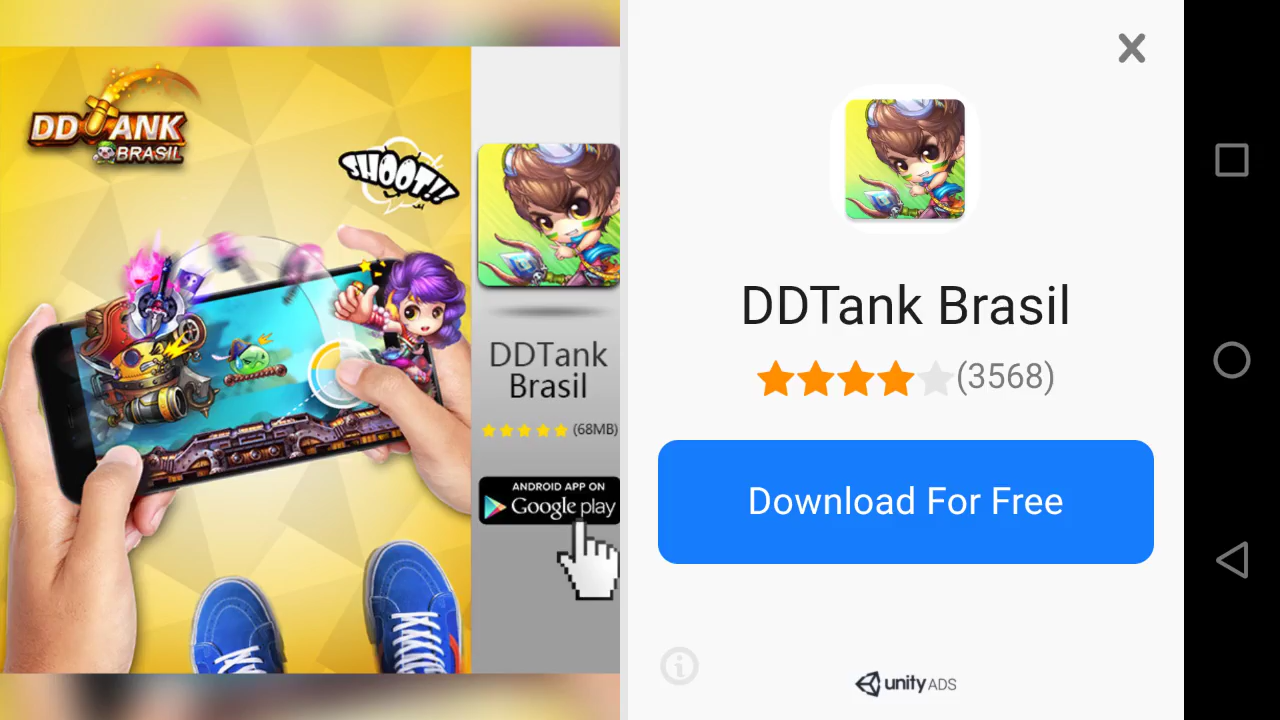 DDTANK
BRASIL
SHOOT!!
DDTank
Brasil
(68MB)
ANDROID APP ON
Google play
DDTank Brasil
(3568)
Download For Free
unity ADS